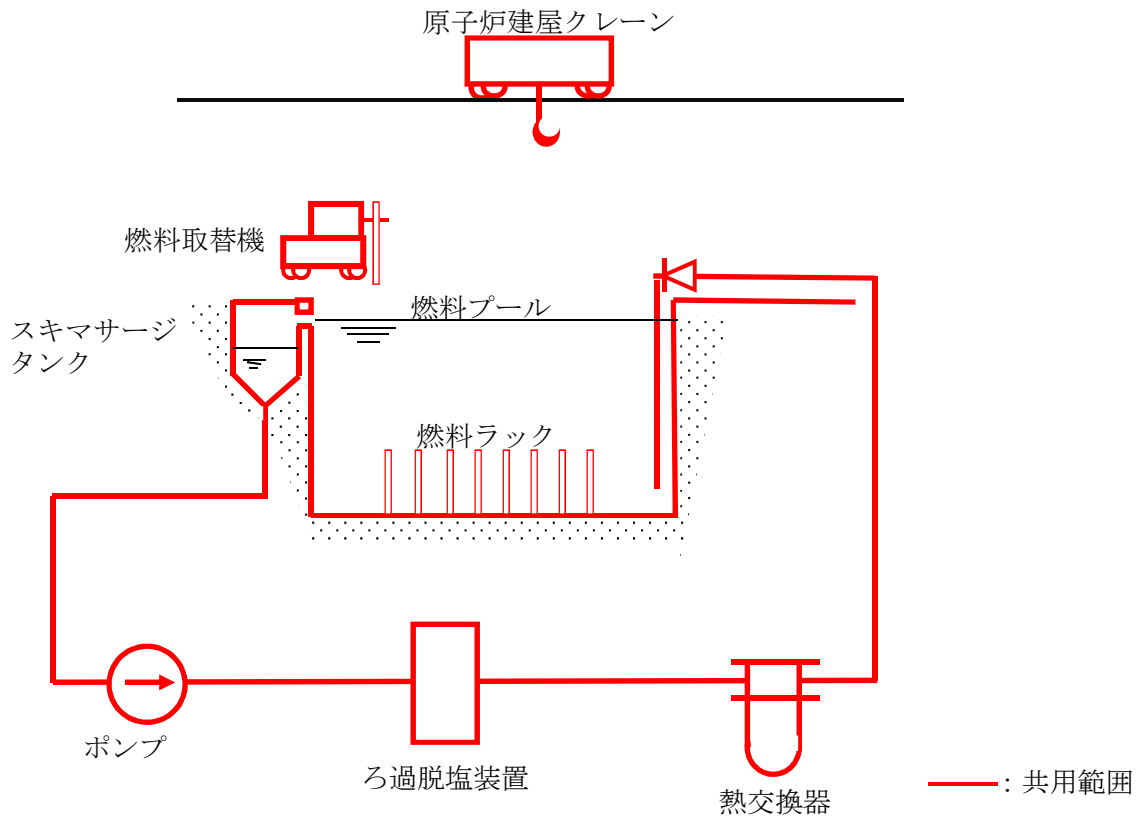 原子炉建屋クレーン
燃料取替機
燃料プール
スキマサージ
タンク
燃料ラック
ポンプ
ろ過脱塩装置
熱交換器
：共用範囲